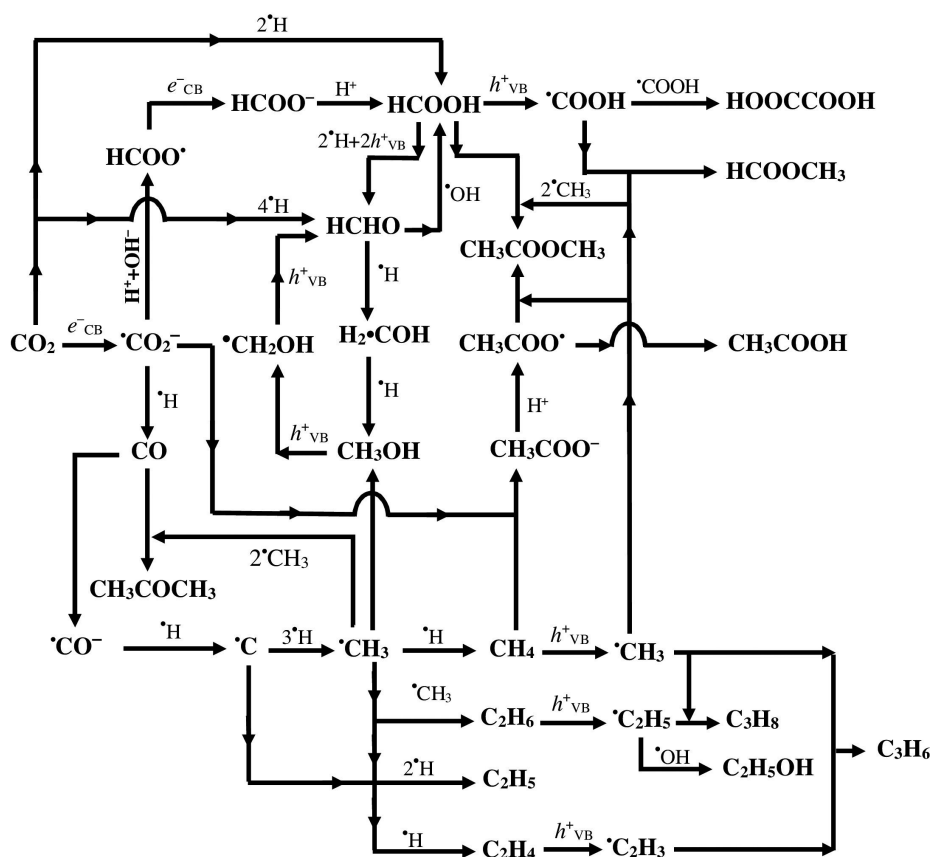 2•H
e⁻CB HCOO⁻ H⁺ HCOOH h⁺VB •COOH •COOH HOOCCOOH
HCOO• 2•H+2h⁺VB HCOOCH3
•OH 2•CH3
4•H HCHO CH3COOCH3
H⁺+OH⁻ h⁺VB •H
CO2 e⁻CB •CO2⁻ •CH2OH H2•COH CH3COO• CH3COOH
•H •H H⁺
h⁺VB
CO CH3OH CH3COO⁻
2•CH3
CH3COCH3
•CO⁻ •H •C 3•H •CH3 •H CH4 h⁺VB •CH3
•CH3 C2H6 h⁺VB •C2H5 C3H8
•OH C3H6
2•H C2H5 C2H5OH
•H C2H4 h⁺VB •C2H3